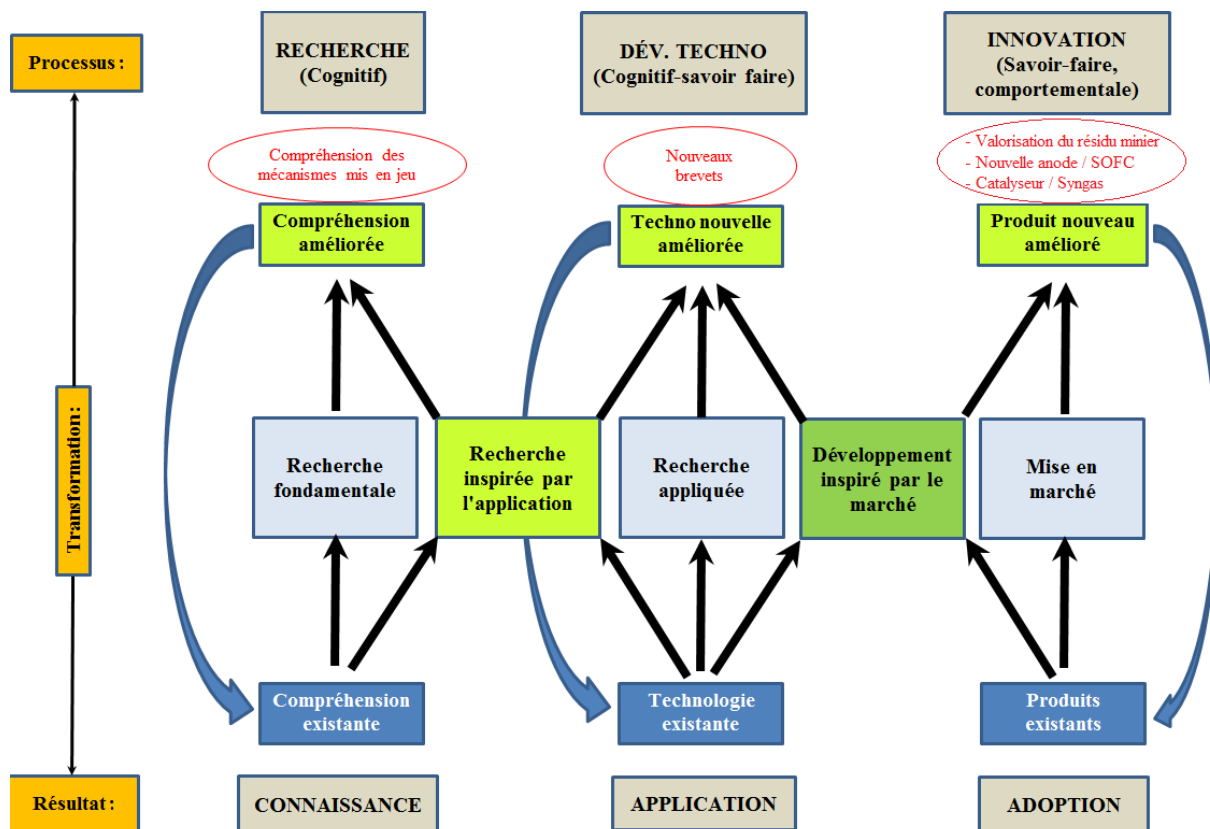 Processus :
RECHERCHE
(Cognitif)
DÉV. TECHNO
(Cognitif-savoir faire)
INNOVATION
(Savoir-faire,
comportementale)
Compréhension des
mécanismes mis en jeu
Nouveaux
brevets
- Valorisation du résidu minier
- Nouvelle anode / SOFC
- Catalyseur / Syngas
Compréhension
améliorée
Techno nouvelle
améliorée
Produit nouveau
amélioré
Transformation :
Recherche
fondamentale
Recherche
inspirée par
l'application
Recherche
appliquée
Développement
inspiré par le
marché
Mise en
marché
Compréhension
existante
Technologie
existante
Produits
existants
Résultat :
CONNAISSANCE
APPLICATION
ADOPTION